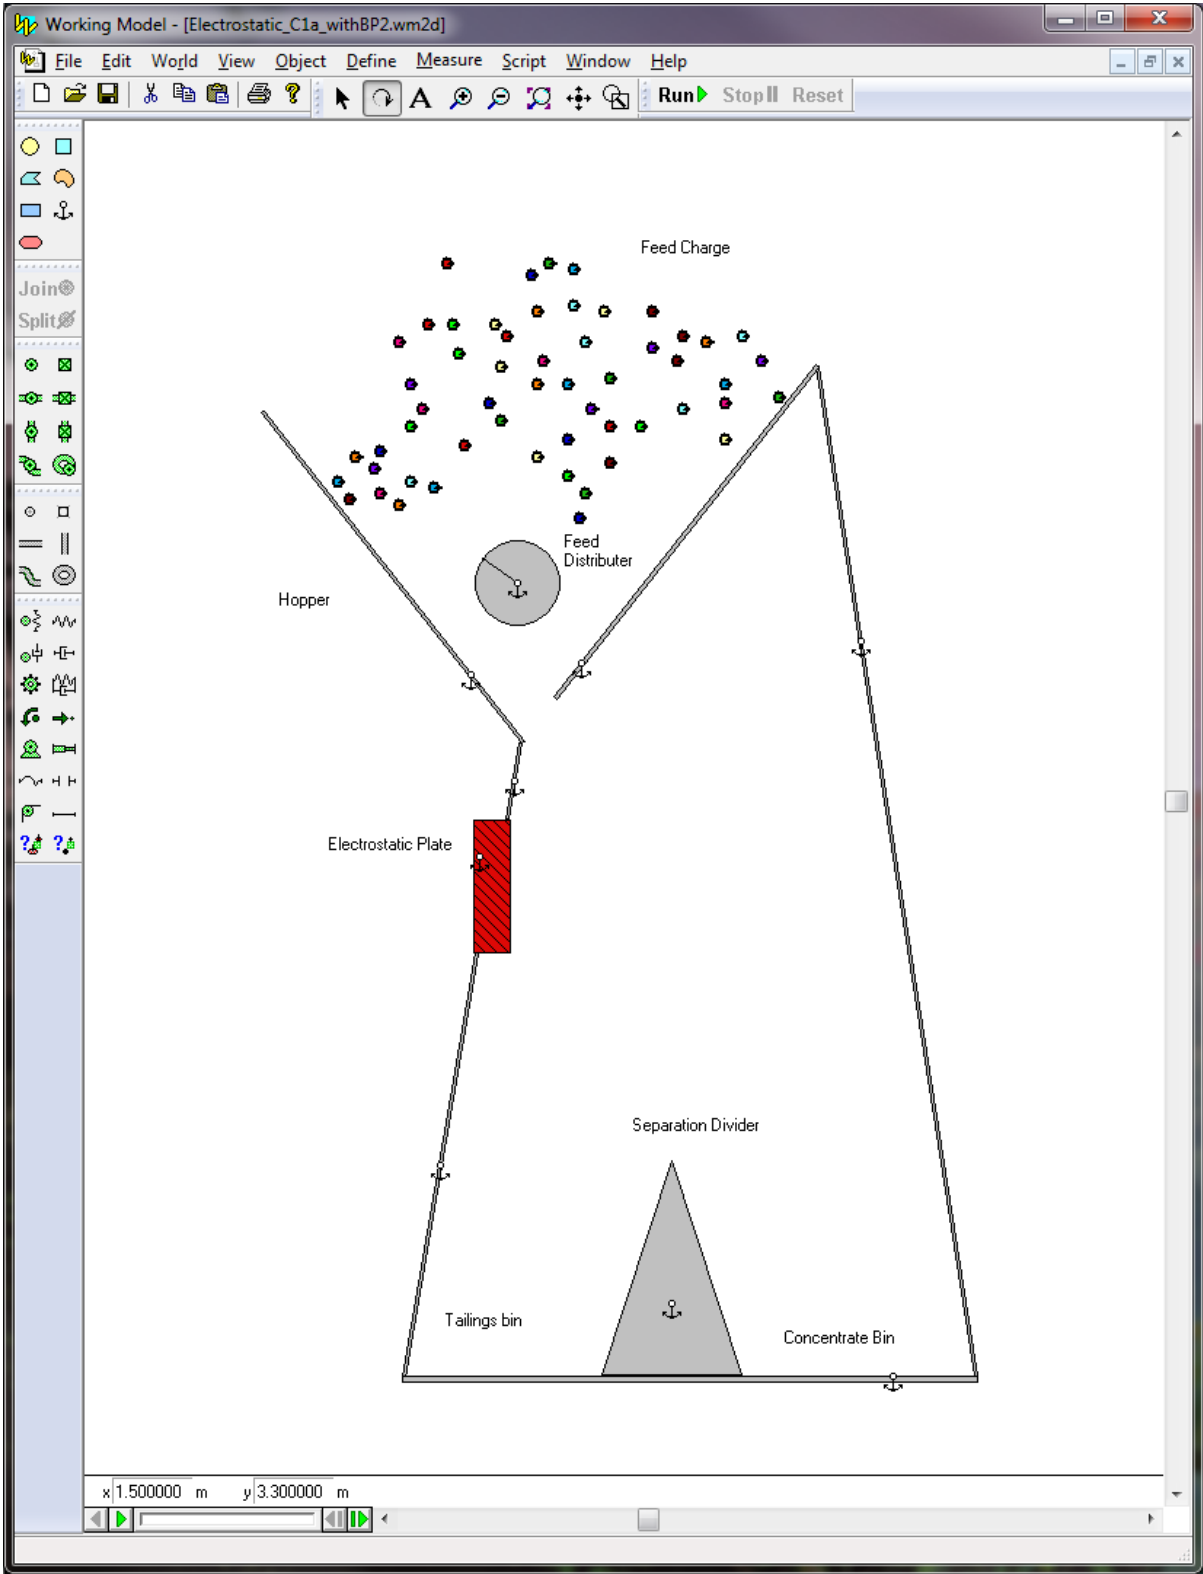 Working Model - [Electrostatic_C1a_withBP2.wm2d]
File Edit World View Object Define Measure Script Window Help
A Run Stop Reset
Feed Charge
Join
Split
Feed
Distributer
Hopper
Electrostatic Plate
Separation Divider
Tailings bin
Concentrate Bin
x 1.500000 m y 3.300000 m